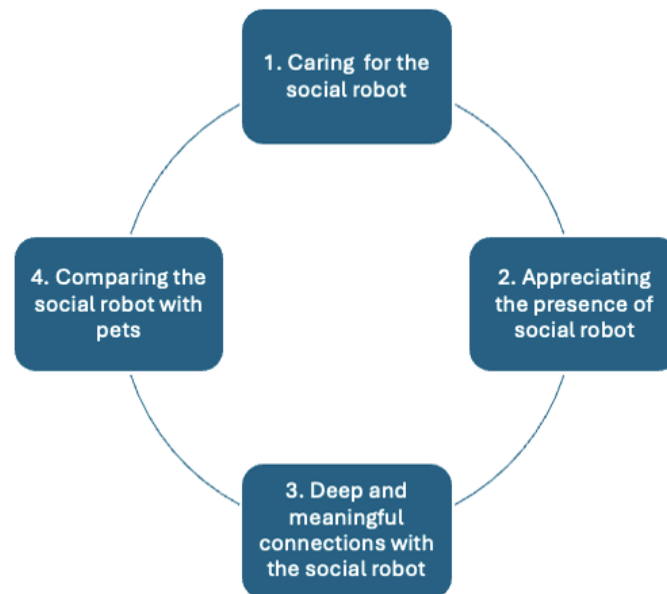 1. Caring for the
social robot
2. Appreciating
the presence of
social robot
3. Deep and
meaningful
connections with
the social robot
4. Comparing the
social robot with
pets